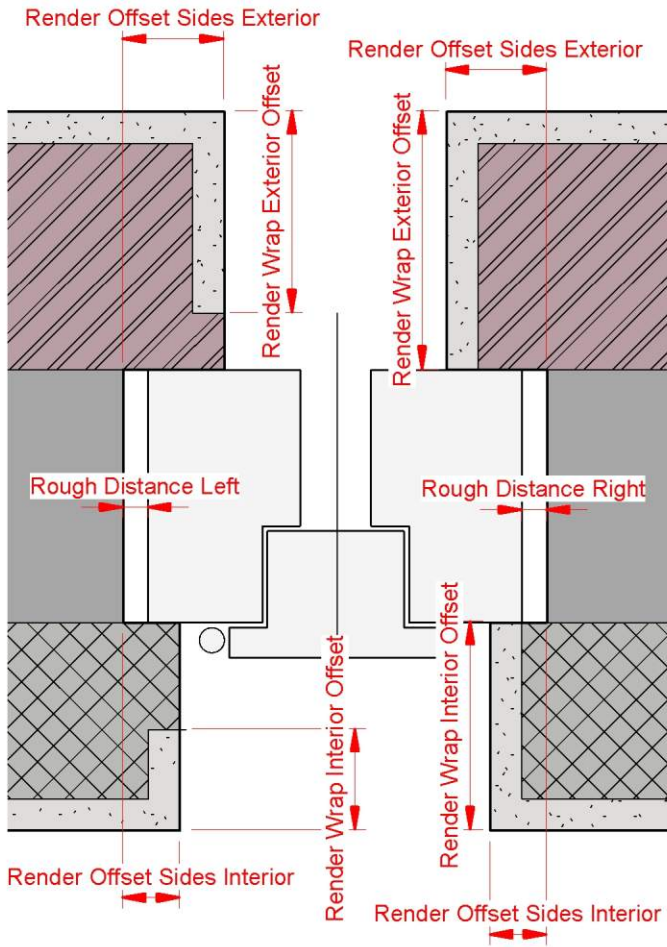 Render Offset Sides Exterior
Render Offset Sides Exterior
Render Wrap Exterior Offset
Render Wrap Exterior Offset
Rough Distance Left
Rough Distance Right
Render Wrap Interior Offset
Render Wrap Interior Offset
Render Offset Sides Interior
Render Offset Sides Interior